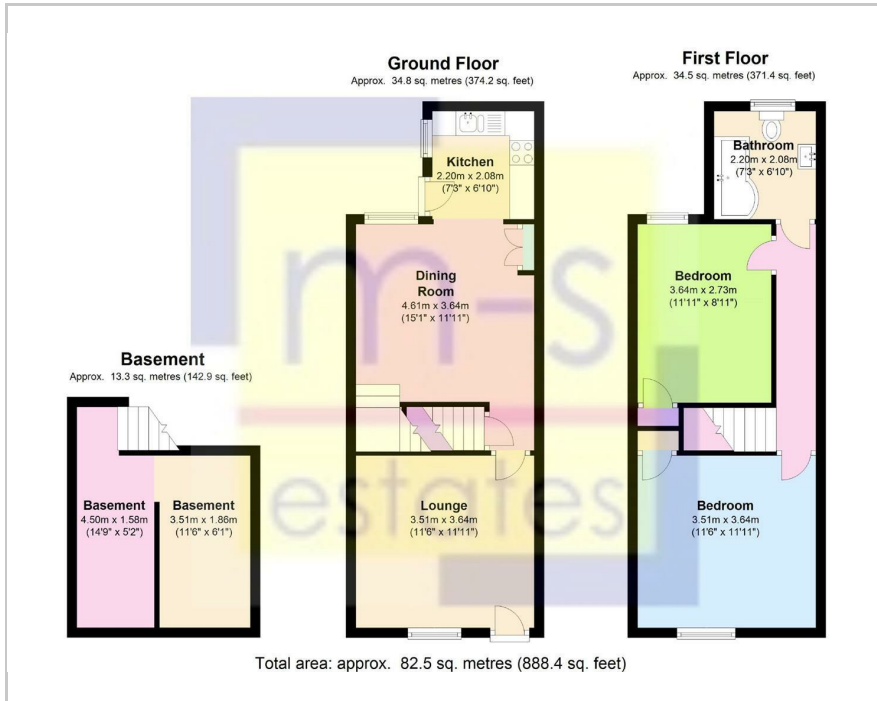 Ground Floor
Approx. 34.8 sq. metres (374.2 sq. feet)
First Floor
Approx. 34.5 sq. metres (371.4 sq. feet)
Kitchen
2.20m x 2.08m
(7'3" x 6'10")
Bathroom
2.20m x 2.08m
(7'3" x 6'10")
Dining
Room
4.61m x 3.64m
(15'1" x 11'11")
Bedroom
3.64m x 2.73m
(11'11" x 8'11")
Basement
Approx. 13.3 sq. metres (142.9 sq. feet)
Basement
4.50m x 1.58m
(14'9" x 5'2")
Basement
3.51m x 1.86m
(11'6" x 6'1")
Lounge
3.51m x 3.64m
(11'6" x 11'11")
Bedroom
3.51m x 3.64m
(11'6" x 11'11")
m-s
estates
Total area: approx. 82.5 sq. metres (888.4 sq. feet)